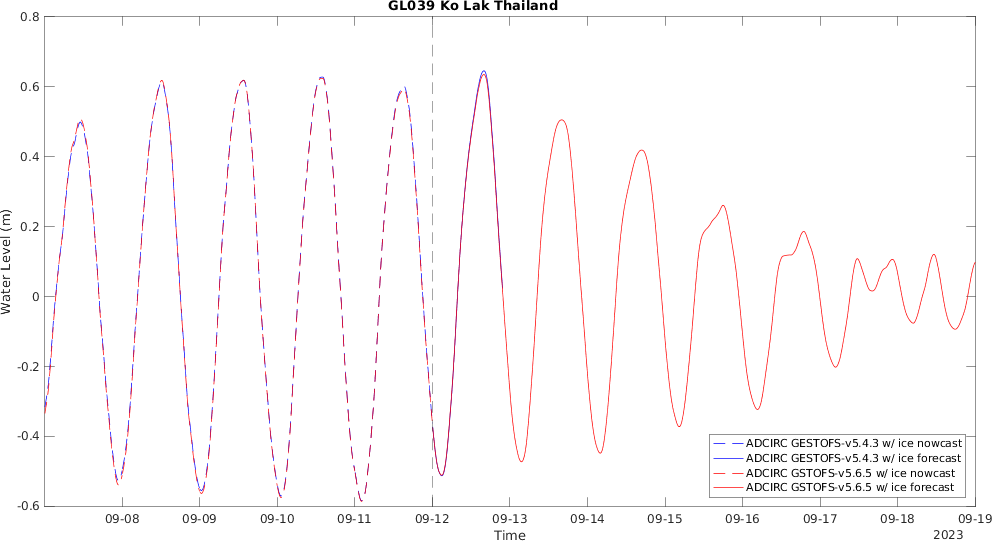 GL039 Ko Lak Thailand
0.8
0.6
0.4
0.2
0
-0.2
-0.4
-0.6
Water Level (m)
ADCIRC GESTOFS-v5.4.3 w/ ice nowcast
ADCIRC GESTOFS-v5.4.3 w/ ice forecast
ADCIRC GSTOFS-v5.6.5 w/ ice nowcast
ADCIRC GSTOFS-v5.6.5 w/ ice forecast
09-08 09-09 09-10 09-11 09-12 09-13 09-14 09-15 09-16 09-17 09-18 09-19
Time
2023